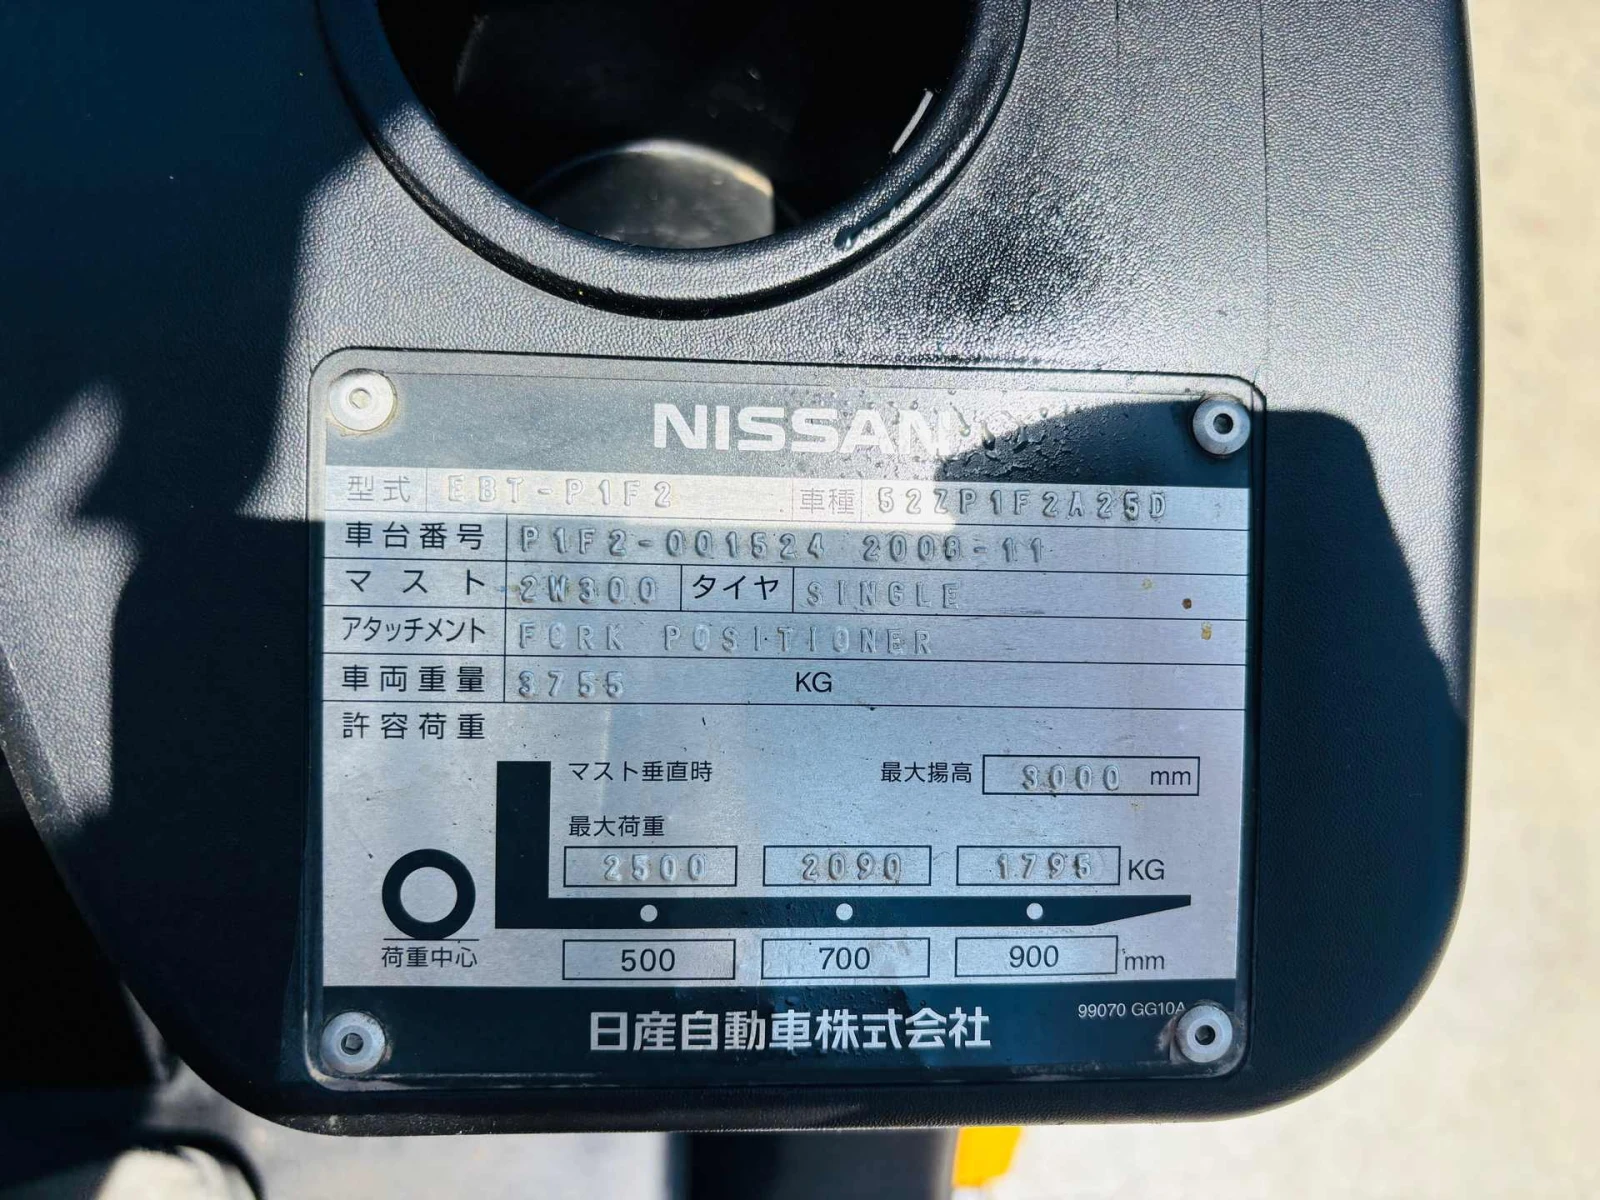 NISSAN
型式 EBT-P1F2 車種 52ZP1F2A25D
車台番号 P1F2-001524 2008-11
マスト 2W300 タイヤ SINGLE
アタッチメント FORK POSITIONER
車両重量 3755 KG
許容荷重
マスト垂直時 最大揚高 3000 mm
最大荷重
2500 2090 1795 KG
荷重中心 500 700 900 mm
日産自動車株式会社 99070 GG10A